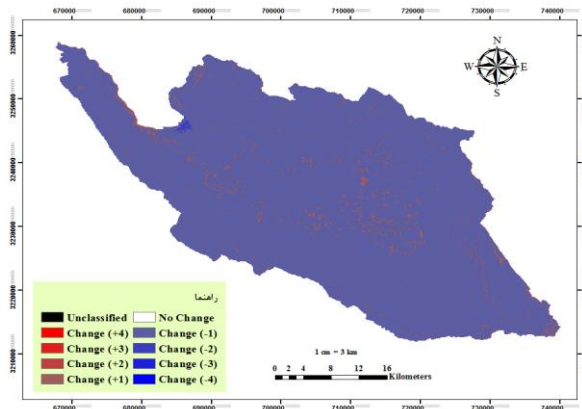 670000 680000 690000 700000 710000 720000 730000 740000
3260000
3250000
3240000
3230000
3220000
3210000
N
W E
S
راهنما
Unclassified No Change
Change (+4) Change (-1)
Change (+3) Change (-2)
Change (+2) Change (-3)
Change (+1) Change (-4)
1 cm = 3 km
0 2 4 8 12 16
Kilometers
670000 680000 690000 700000 710000 720000 730000 740000